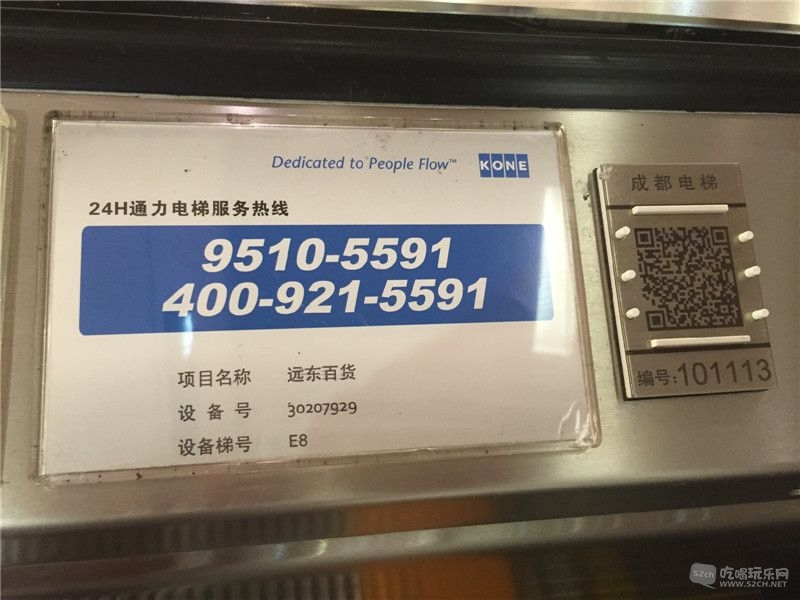 Dedicated to People Flow™ KONE
24H通力电梯服务热线
9510-5591
400-921-5591
项目名称 远东百货
设备号 30207929
设备梯号 E8
成都电梯
编号:101113
52ch 吃喝玩乐网
WWW.52CH.NET